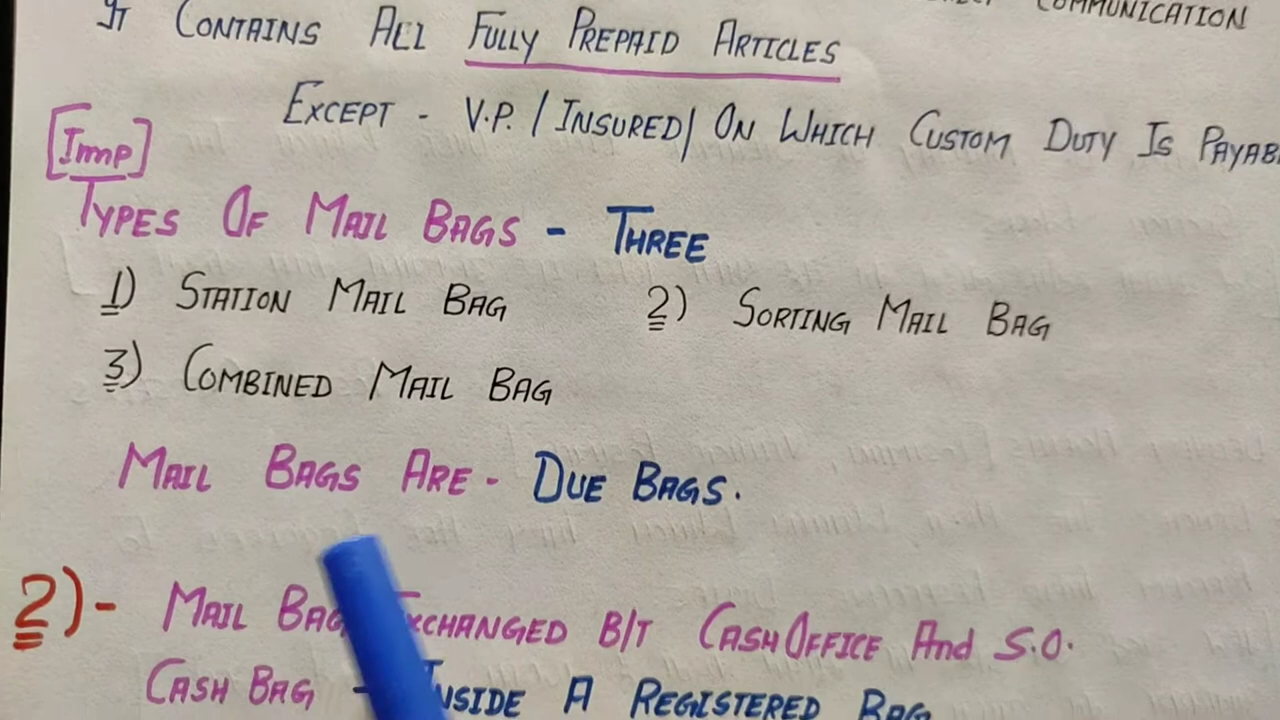 COMMUNICATION
IT CONTAINS ALL FULLY PREPAID ARTICLES
EXCEPT - V.P. / INSURED/ ON WHICH CUSTOM DUTY IS PAYAB
[Imp]
TYPES OF MAIL BAGS - THREE
1) STATION MAIL BAG 2) SORTING MAIL BAG
3) COMBINED MAIL BAG
MAIL BAGS ARE - DUE BAGS.
2)- MAIL BAG EXCHANGED B/T CASH OFFICE AND S.O.
CASH BAG - INSIDE A REGISTERED BAG